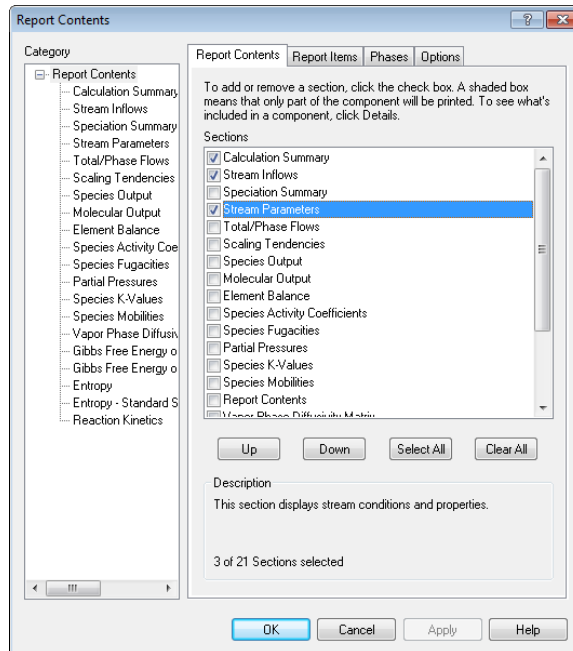 Report Contents
Category
Report Contents
Calculation Summary
Stream Inflows
Speciation Summary
Stream Parameters
Total/Phase Flows
Scaling Tendencies
Species Output
Molecular Output
Element Balance
Species Activity Coe
Species Fugacities
Partial Pressures
Species K-Values
Species Mobilities
Vapor Phase Diffusiv
Gibbs Free Energy o
Gibbs Free Energy o
Entropy
Entropy - Standard S
Reaction Kinetics
Report Contents Report Items Phases Options
To add or remove a section, click the check box. A shaded box
means that only part of the component will be printed. To see what's
included in a component, click Details.
Sections
Calculation Summary
Stream Inflows
Speciation Summary
Stream Parameters
Total/Phase Flows
Scaling Tendencies
Species Output
Molecular Output
Element Balance
Species Activity Coefficients
Species Fugacities
Partial Pressures
Species K-Values
Species Mobilities
Report Contents
Vapor Phase Diffusivity Matrix
Up Down Select All Clear All
Description
This section displays stream conditions and properties.
3 of 21 Sections selected
OK Cancel Apply Help